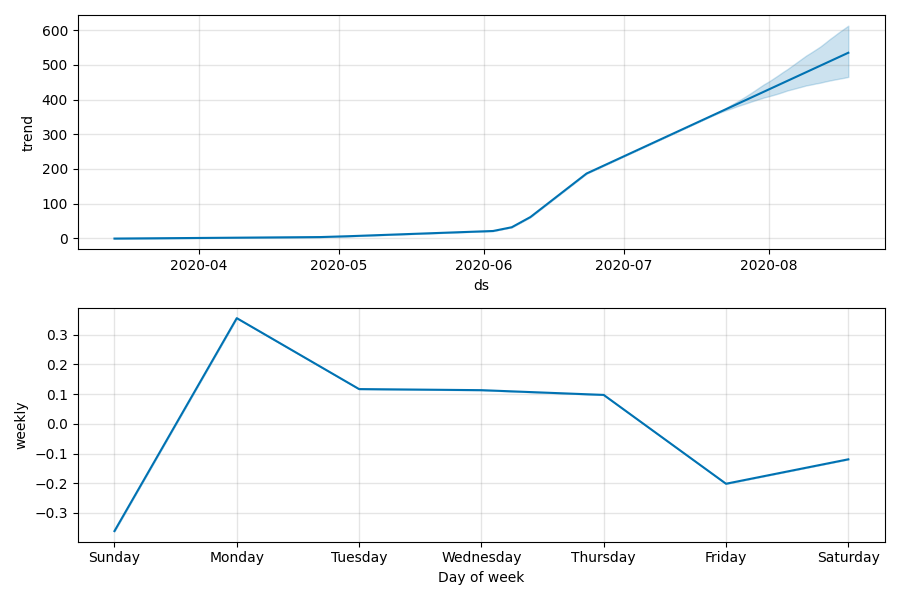 600
500
400
300
200
100
0
trend
2020-04 2020-05 2020-06 2020-07 2020-08
ds
0.3
0.2
0.1
0.0
−0.1
−0.2
−0.3
weekly
Sunday Monday Tuesday Wednesday Thursday Friday Saturday
Day of week